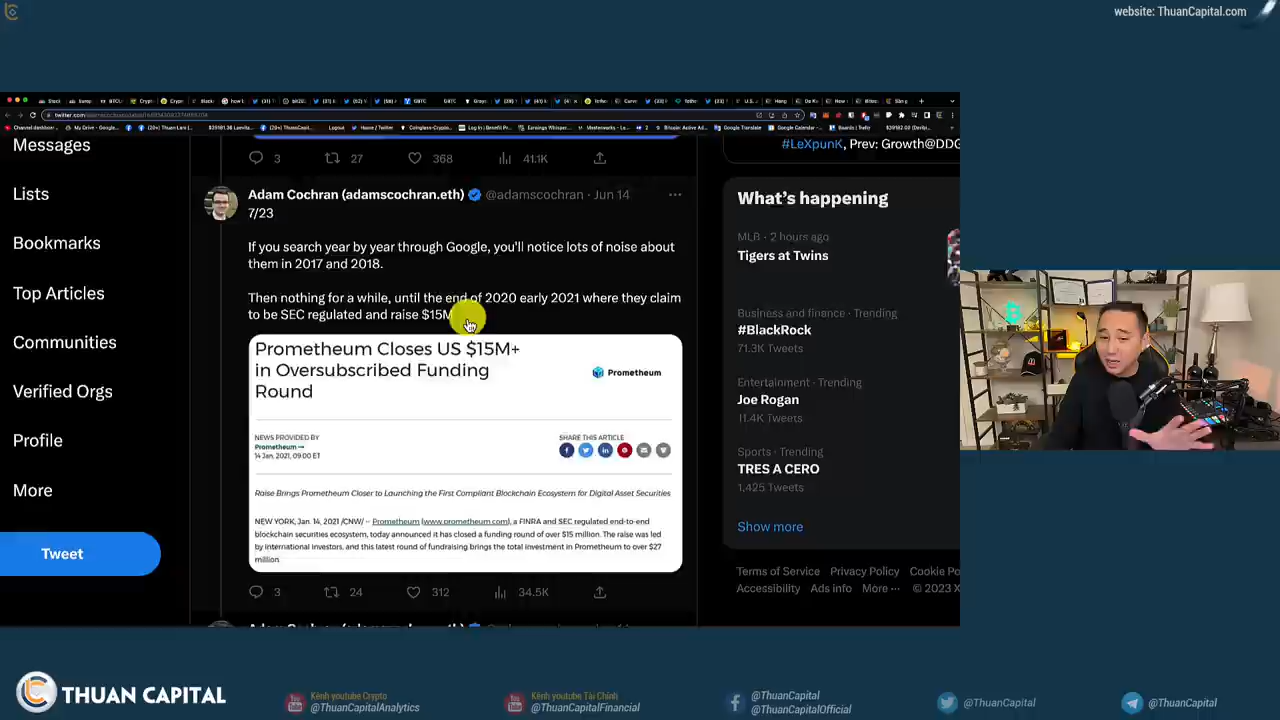 website: ThuanCapital.com
Messages
Lists
Bookmarks
Top Articles
Communities
Verified Orgs
Profile
More
Tweet
3
27
368
41.1K
Adam Cochran (adamscochran.eth) @adamscochran · Jun 14
7/23
If you search year by year through Google, you'll notice lots of noise about
them in 2017 and 2018.
Then nothing for a while, until the end of 2020 early 2021 where they claim
to be SEC regulated and raise $15M
Prometheum Closes US $15M+
in Oversubscribed Funding
Round
Prometheum
NEWS PROVIDED BY
Prometheum
14 Jan, 2021, 09:00 ET
SHARE THIS ARTICLE
Raise Brings Prometheum Closer to Launching the First Compliant Blockchain Ecosystem for Digital Asset Securities
NEW YORK, Jan. 14, 2021 /CNW/ -- Prometheum (www.prometheum.com), a FINRA and SEC regulated end-to-end
blockchain securities ecosystem, today announced it has closed a funding round of over $15 million. The raise was led
by international investors, and this latest round of fundraising brings the total investment in Prometheum to over $27
million.
3
24
312
34.5K
#LeXpunK, Prev: Growth@DDG
What's happening
MLB · 2 hours ago
Tigers at Twins
Business and finance · Trending
#BlackRock
71.3K Tweets
Entertainment · Trending
Joe Rogan
11.4K Tweets
Sports · Trending
TRES A CERO
1,425 Tweets
Show more
Terms of Service Privacy Policy Cookie Po
Accessibility Ads info More ···
© 2023 X
THUAN CAPITAL
Kênh youtube Crypto
@ThuanCapitalAnalytics
Kênh youtube Tài Chính
@ThuanCapitalFinancial
@ThuanCapital
@ThuanCapitalOfficial
@ThuanCapital
@ThuanCapital